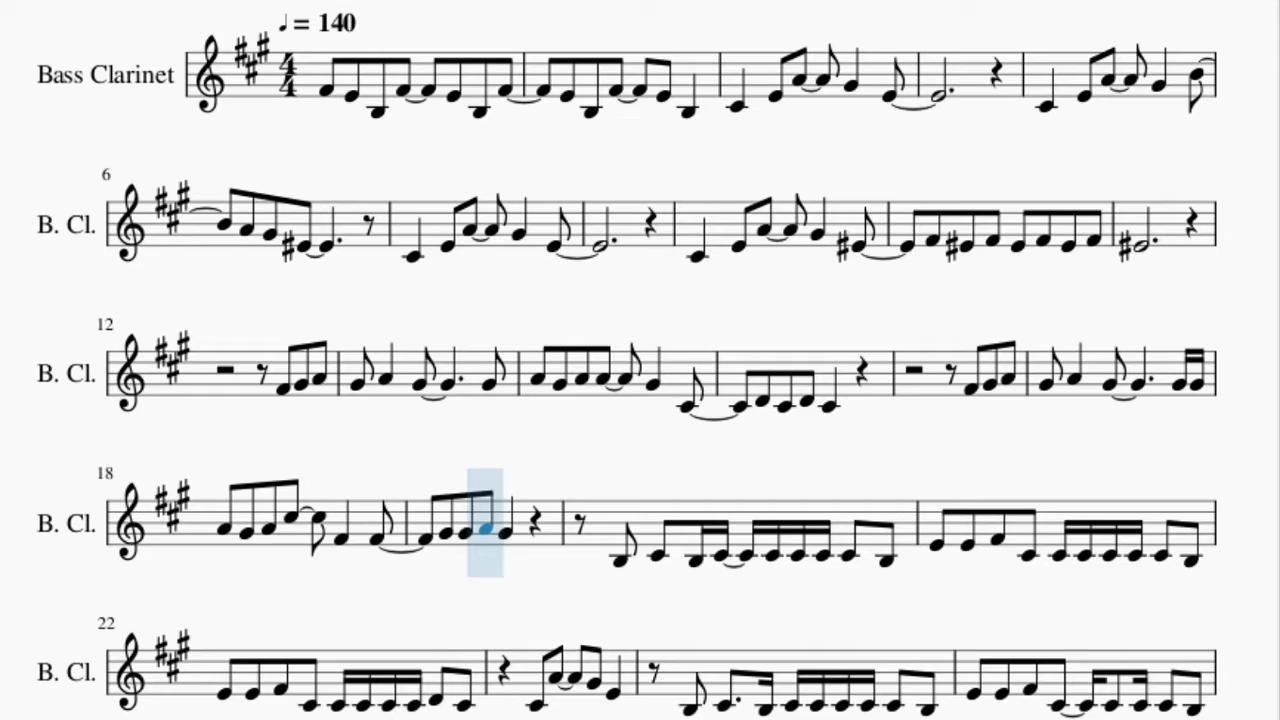 ♩ = 140
Bass Clarinet
4
4
6
B. Cl.
12
B. Cl.
18
B. Cl.
22
B. Cl.